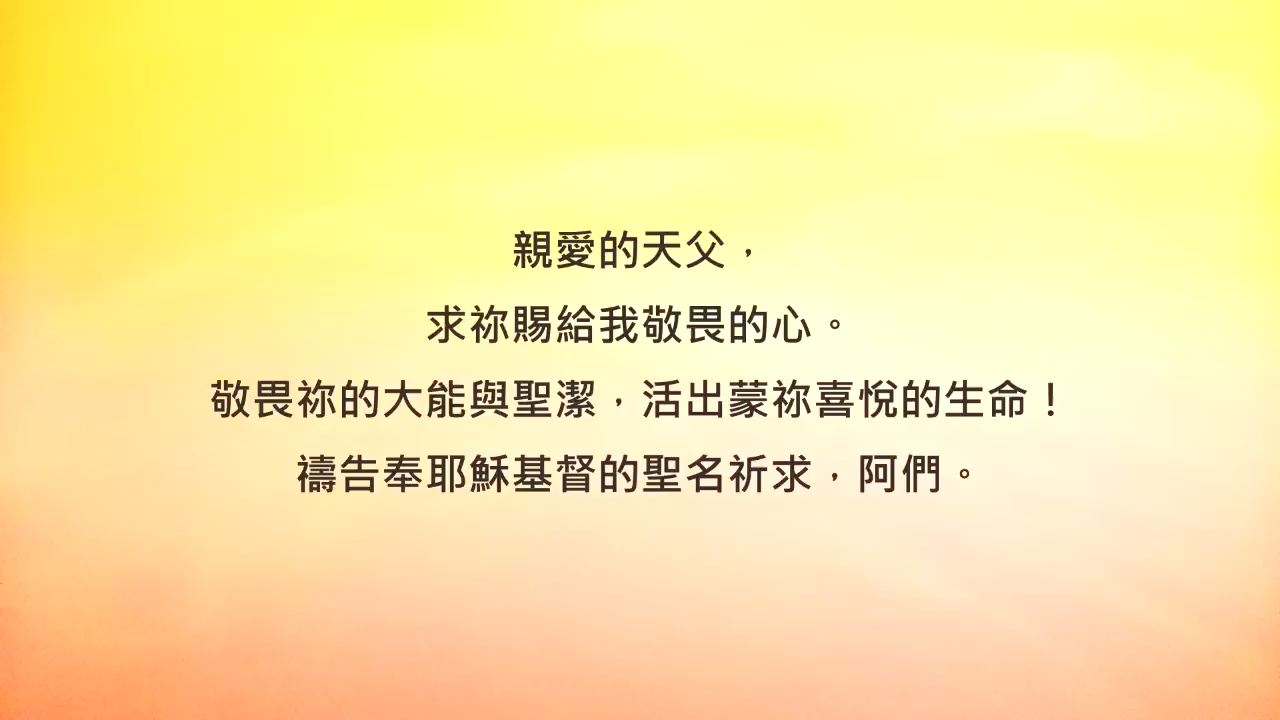 親愛的天父，
求祢賜給我敬畏的心。
敬畏祢的大能與聖潔，活出蒙祢喜悅的生命！
禱告奉耶穌基督的聖名祈求，阿們。